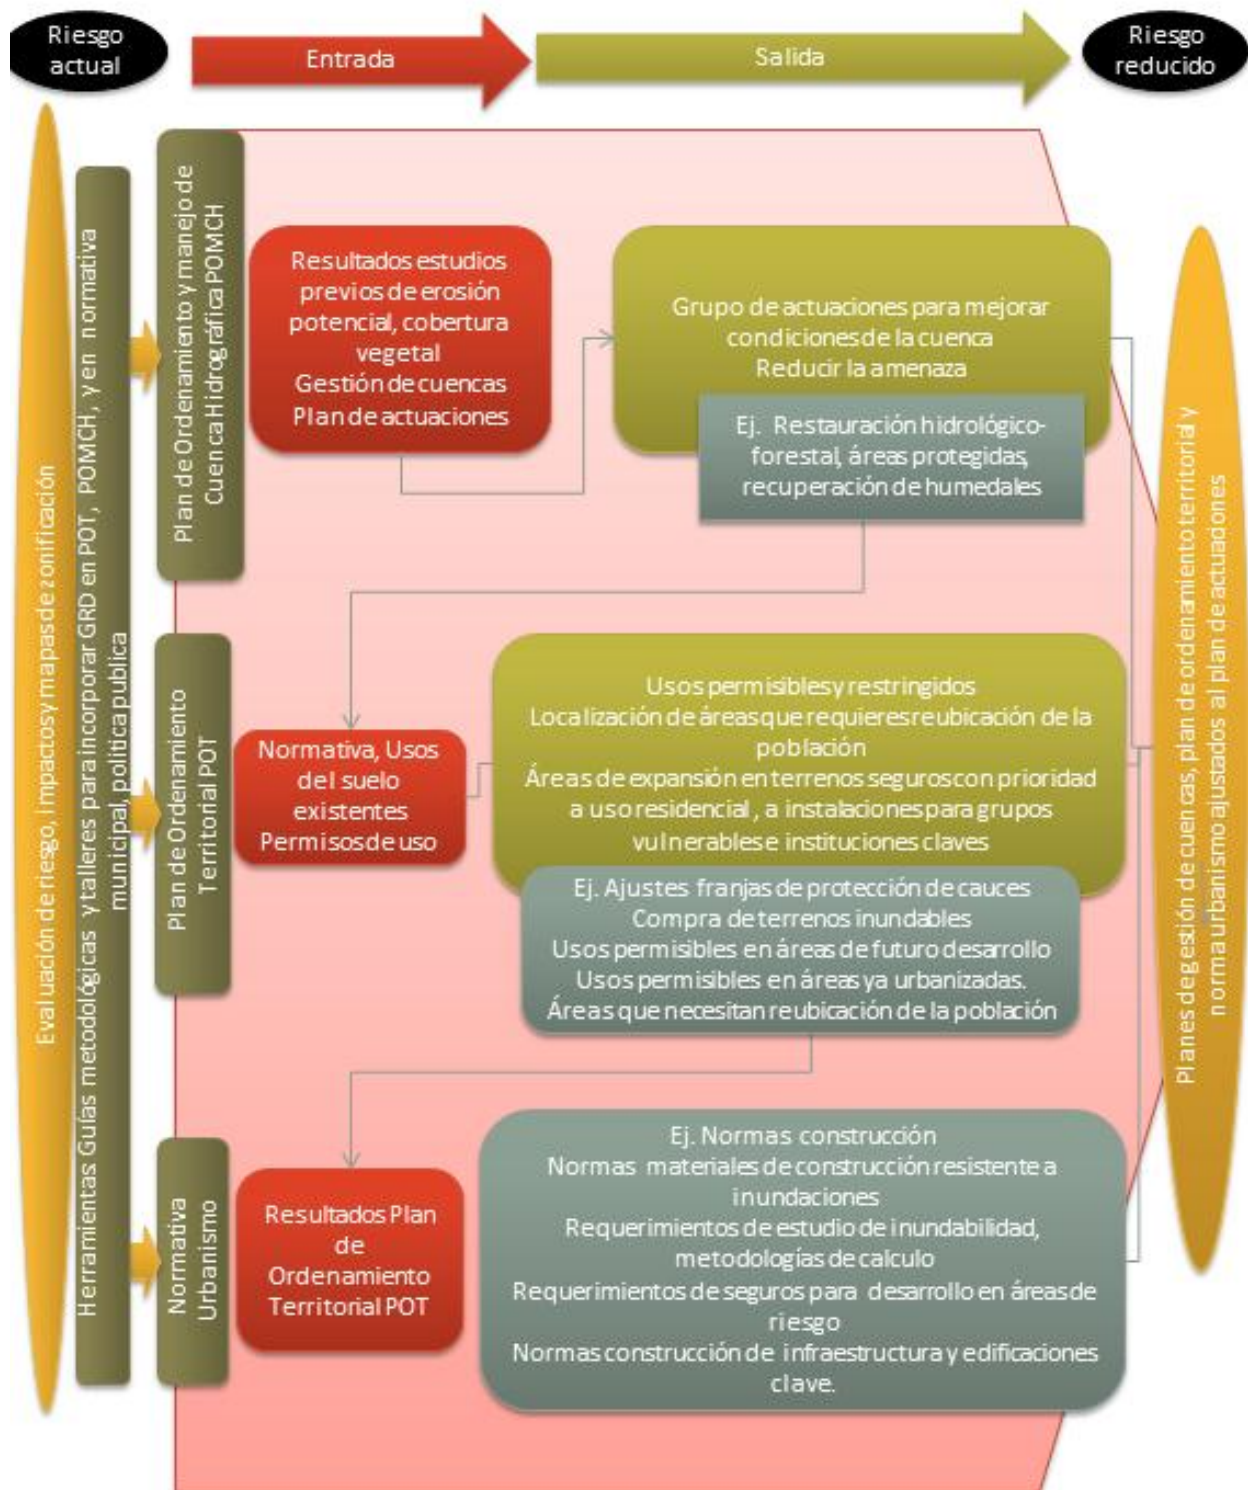 Riesgo
actual
Entrada
Salida
Riesgo
reducido
Evaluación de riesgo, impactos y mapas de zonificación
Herramientas Guías metodológicas y talleres para incorporar GRD en POT, POMCH, y en normativa
municipal, política publica
Plan de Ordenamiento y manejo de
Cuenca Hidrográfica POMCH
Resultados estudios
previos de erosión
potencial, cobertura
vegetal
Gestión de cuencas
Plan de actuaciones
Grupo de actuaciones para mejorar
condiciones de la cuenca
Reducir la amenaza
Ej. Restauración hidrológico-
forestal, áreas protegidas,
recuperación de humedales
Plan de Ordenamiento
Territorial POT
Normativa, Usos
del suelo
existentes
Permisos de uso
Usos permisibles y restringidos
Localización de áreas que requieres reubicación de la
población
Áreas de expansión en terrenos seguros con prioridad
a uso residencial , a instalaciones para grupos
vulnerables e instituciones claves
Ej. Ajustes franjas de protección de cauces
Compra de terrenos inundables
Usos permisibles en áreas de futuro desarrollo
Usos permisibles en áreas ya urbanizadas.
Áreas que necesitan reubicación de la población
Normativa
Urbanismo
Resultados Plan
de
Ordenamiento
Territorial POT
Ej. Normas construcción
Normas materiales de construcción resistente a
inundaciones
Requerimientos de estudio de inundabilidad,
metodologías de calculo
Requerimientos de seguros para desarrollo en áreas de
riesgo
Normas construcción de infraestructura y edificaciones
clave.
Planes de gestión de cuencas, plan de ordenamiento territorial y
norma urbanismo ajustados al plan de actuaciones